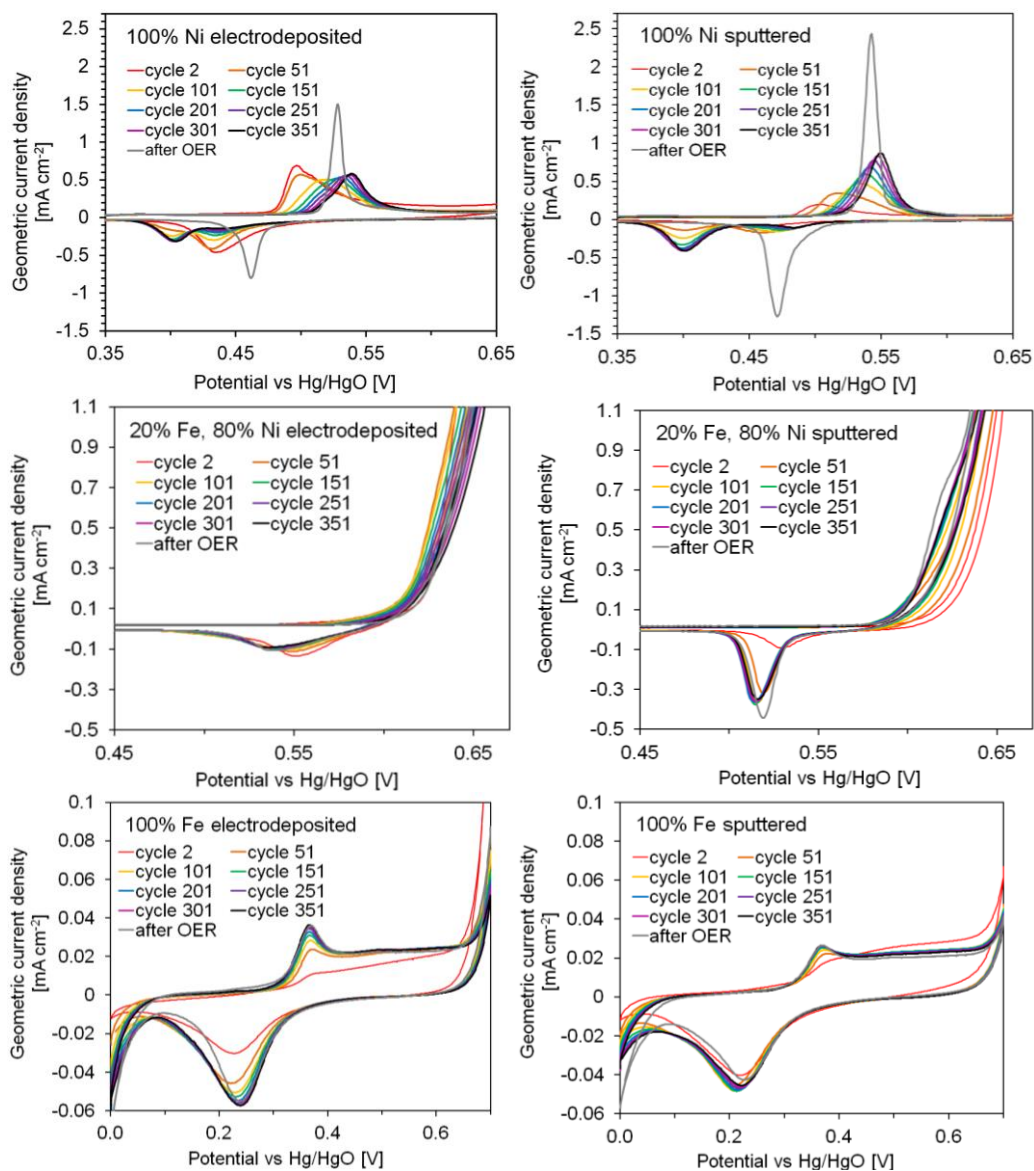 100% Ni electrodeposited
cycle 2 cycle 51
cycle 101 cycle 151
cycle 201 cycle 251
cycle 301 cycle 351
after OER
Geometric current density
[mA cm-2]
2.5
2
1.5
1
0.5
0
-0.5
-1
-1.5
0.35 0.45 0.55 0.65
Potential vs Hg/HgO [V]
100% Ni sputtered
cycle 2 cycle 51
cycle 101 cycle 151
cycle 201 cycle 251
cycle 301 cycle 351
after OER
Geometric current density
[mA cm-2]
2.5
2
1.5
1
0.5
0
-0.5
-1
-1.5
0.35 0.45 0.55 0.65
Potential vs Hg/HgO [V]
20% Fe, 80% Ni electrodeposited
cycle 2 cycle 51
cycle 101 cycle 151
cycle 201 cycle 251
cycle 301 cycle 351
after OER
Geometric current density
[mA cm-2]
1.1
0.9
0.7
0.5
0.3
0.1
-0.1
-0.3
-0.5
0.45 0.55 0.65
Potential vs Hg/HgO [V]
20% Fe, 80% Ni sputtered
cycle 2 cycle 51
cycle 101 cycle 151
cycle 201 cycle 251
cycle 301 cycle 351
after OER
Geometric current density
[mA cm-2]
1.1
0.9
0.7
0.5
0.3
0.1
-0.1
-0.3
-0.5
0.45 0.55 0.65
Potential vs Hg/HgO [V]
100% Fe electrodeposited
cycle 2 cycle 51
cycle 101 cycle 151
cycle 201 cycle 251
cycle 301 cycle 351
after OER
Geometric current density
[mA cm-2]
0.1
0.08
0.06
0.04
0.02
0
-0.02
-0.04
-0.06
0.0 0.2 0.4 0.6
Potential vs Hg/HgO [V]
100% Fe sputtered
cycle 2 cycle 51
cycle 101 cycle 151
cycle 201 cycle 251
cycle 301 cycle 351
after OER
Geometric current density
[mA cm-2]
0.1
0.08
0.06
0.04
0.02
0
-0.02
-0.04
-0.06
0.0 0.2 0.4 0.6
Potential vs Hg/HgO [V]